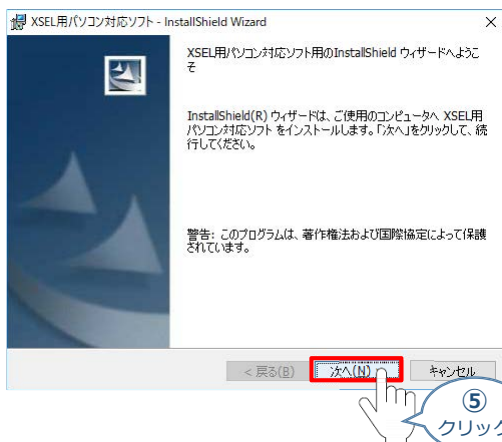 XSEL用パソコン対応ソフト - InstallShield Wizard
XSEL用パソコン対応ソフト用のInstallShield ウィザードへようこ
そ
InstallShield(R) ウィザードは、ご使用のコンピュータへ XSEL用
パソコン対応ソフト をインストールします。「次へ」をクリックして、続
行してください。
警告: このプログラムは、著作権法および国際協定によって保護
されています。
< 戻る(B)
次へ(N)
キャンセル
⑤
クリック